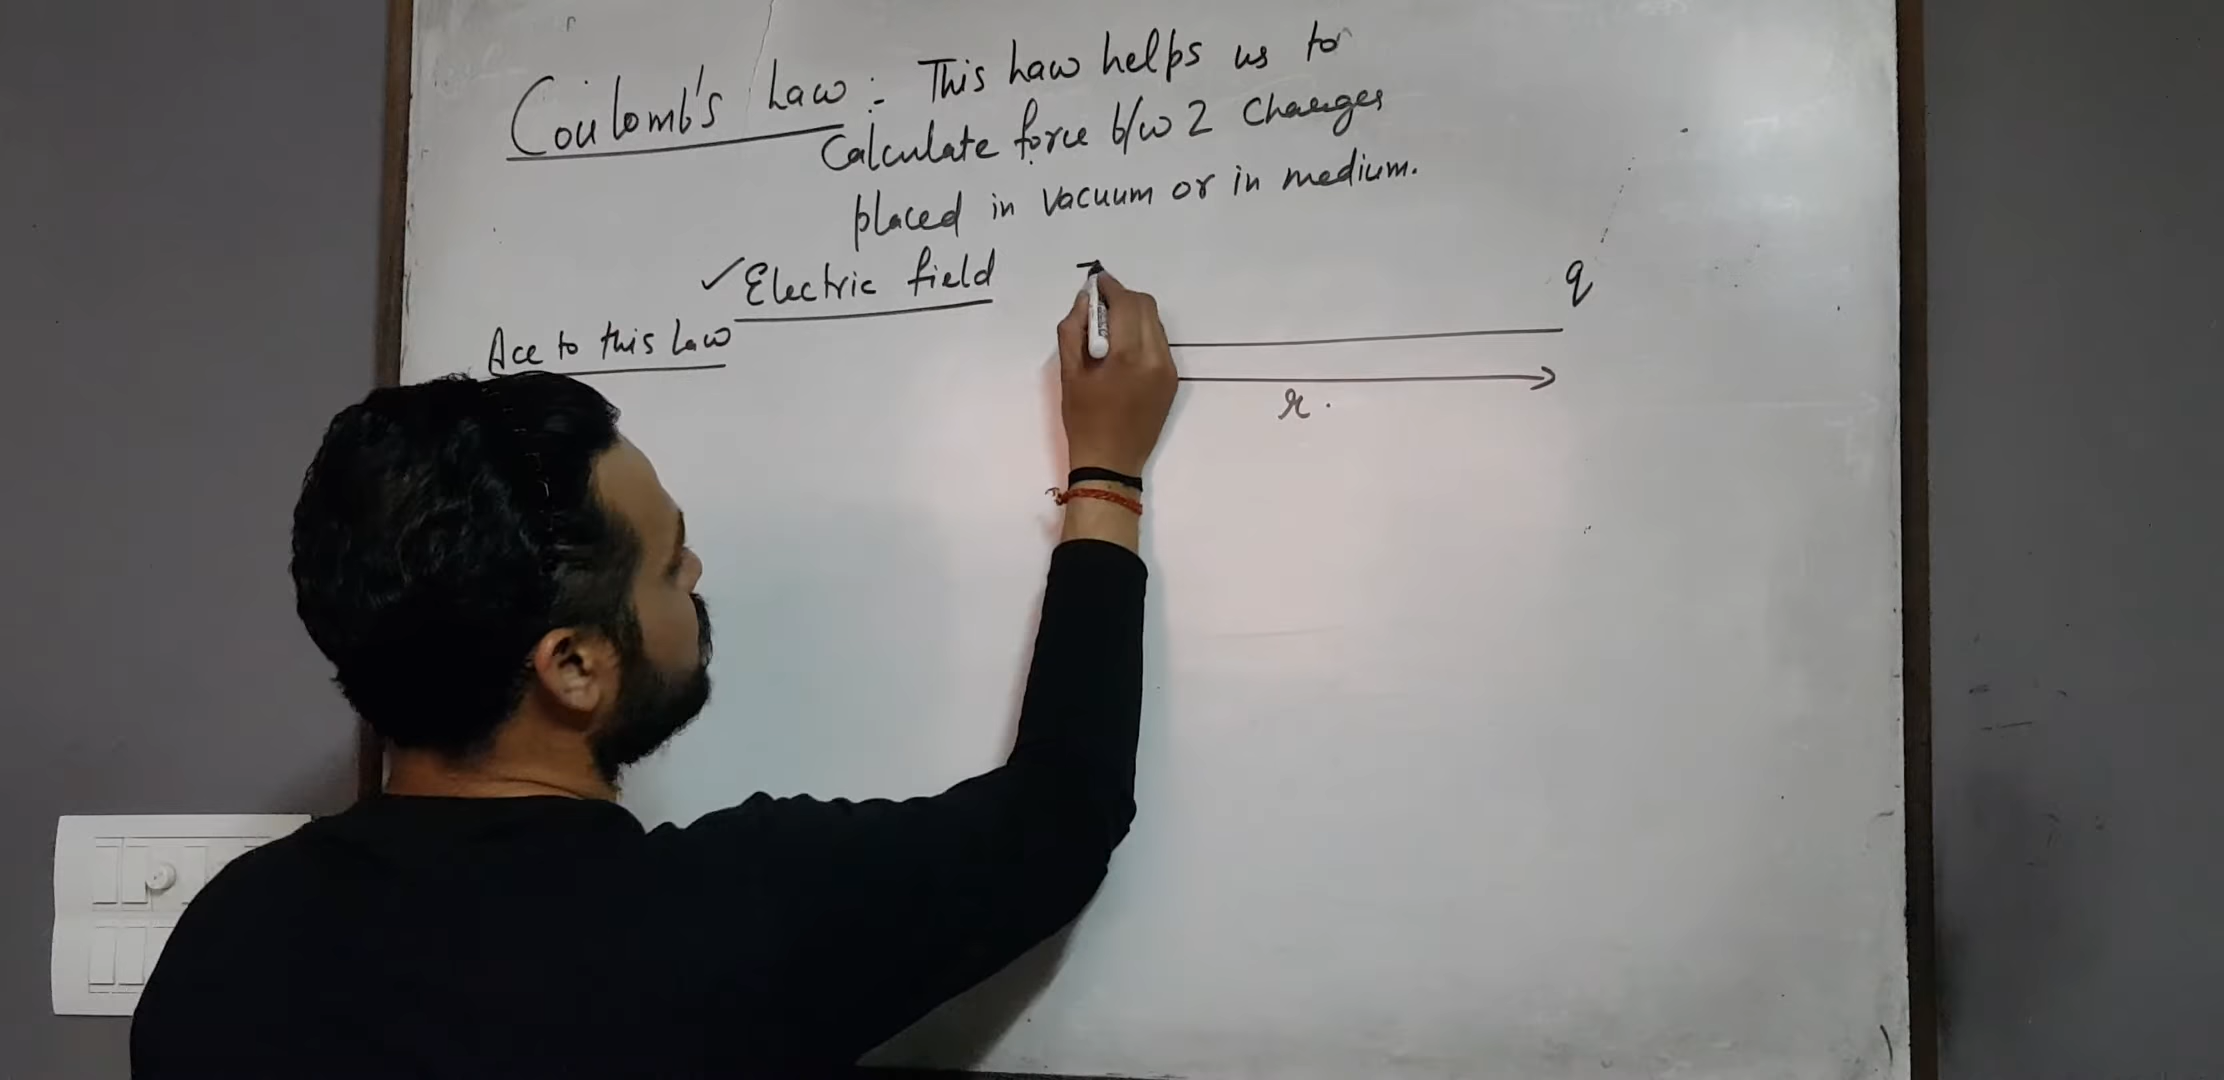 Coulomb's Law :- This Law helps us to
Calculate force b/w 2 Charges
placed in vacuum or in medium.
✓ Electric field
q
Acc to this Law
r.